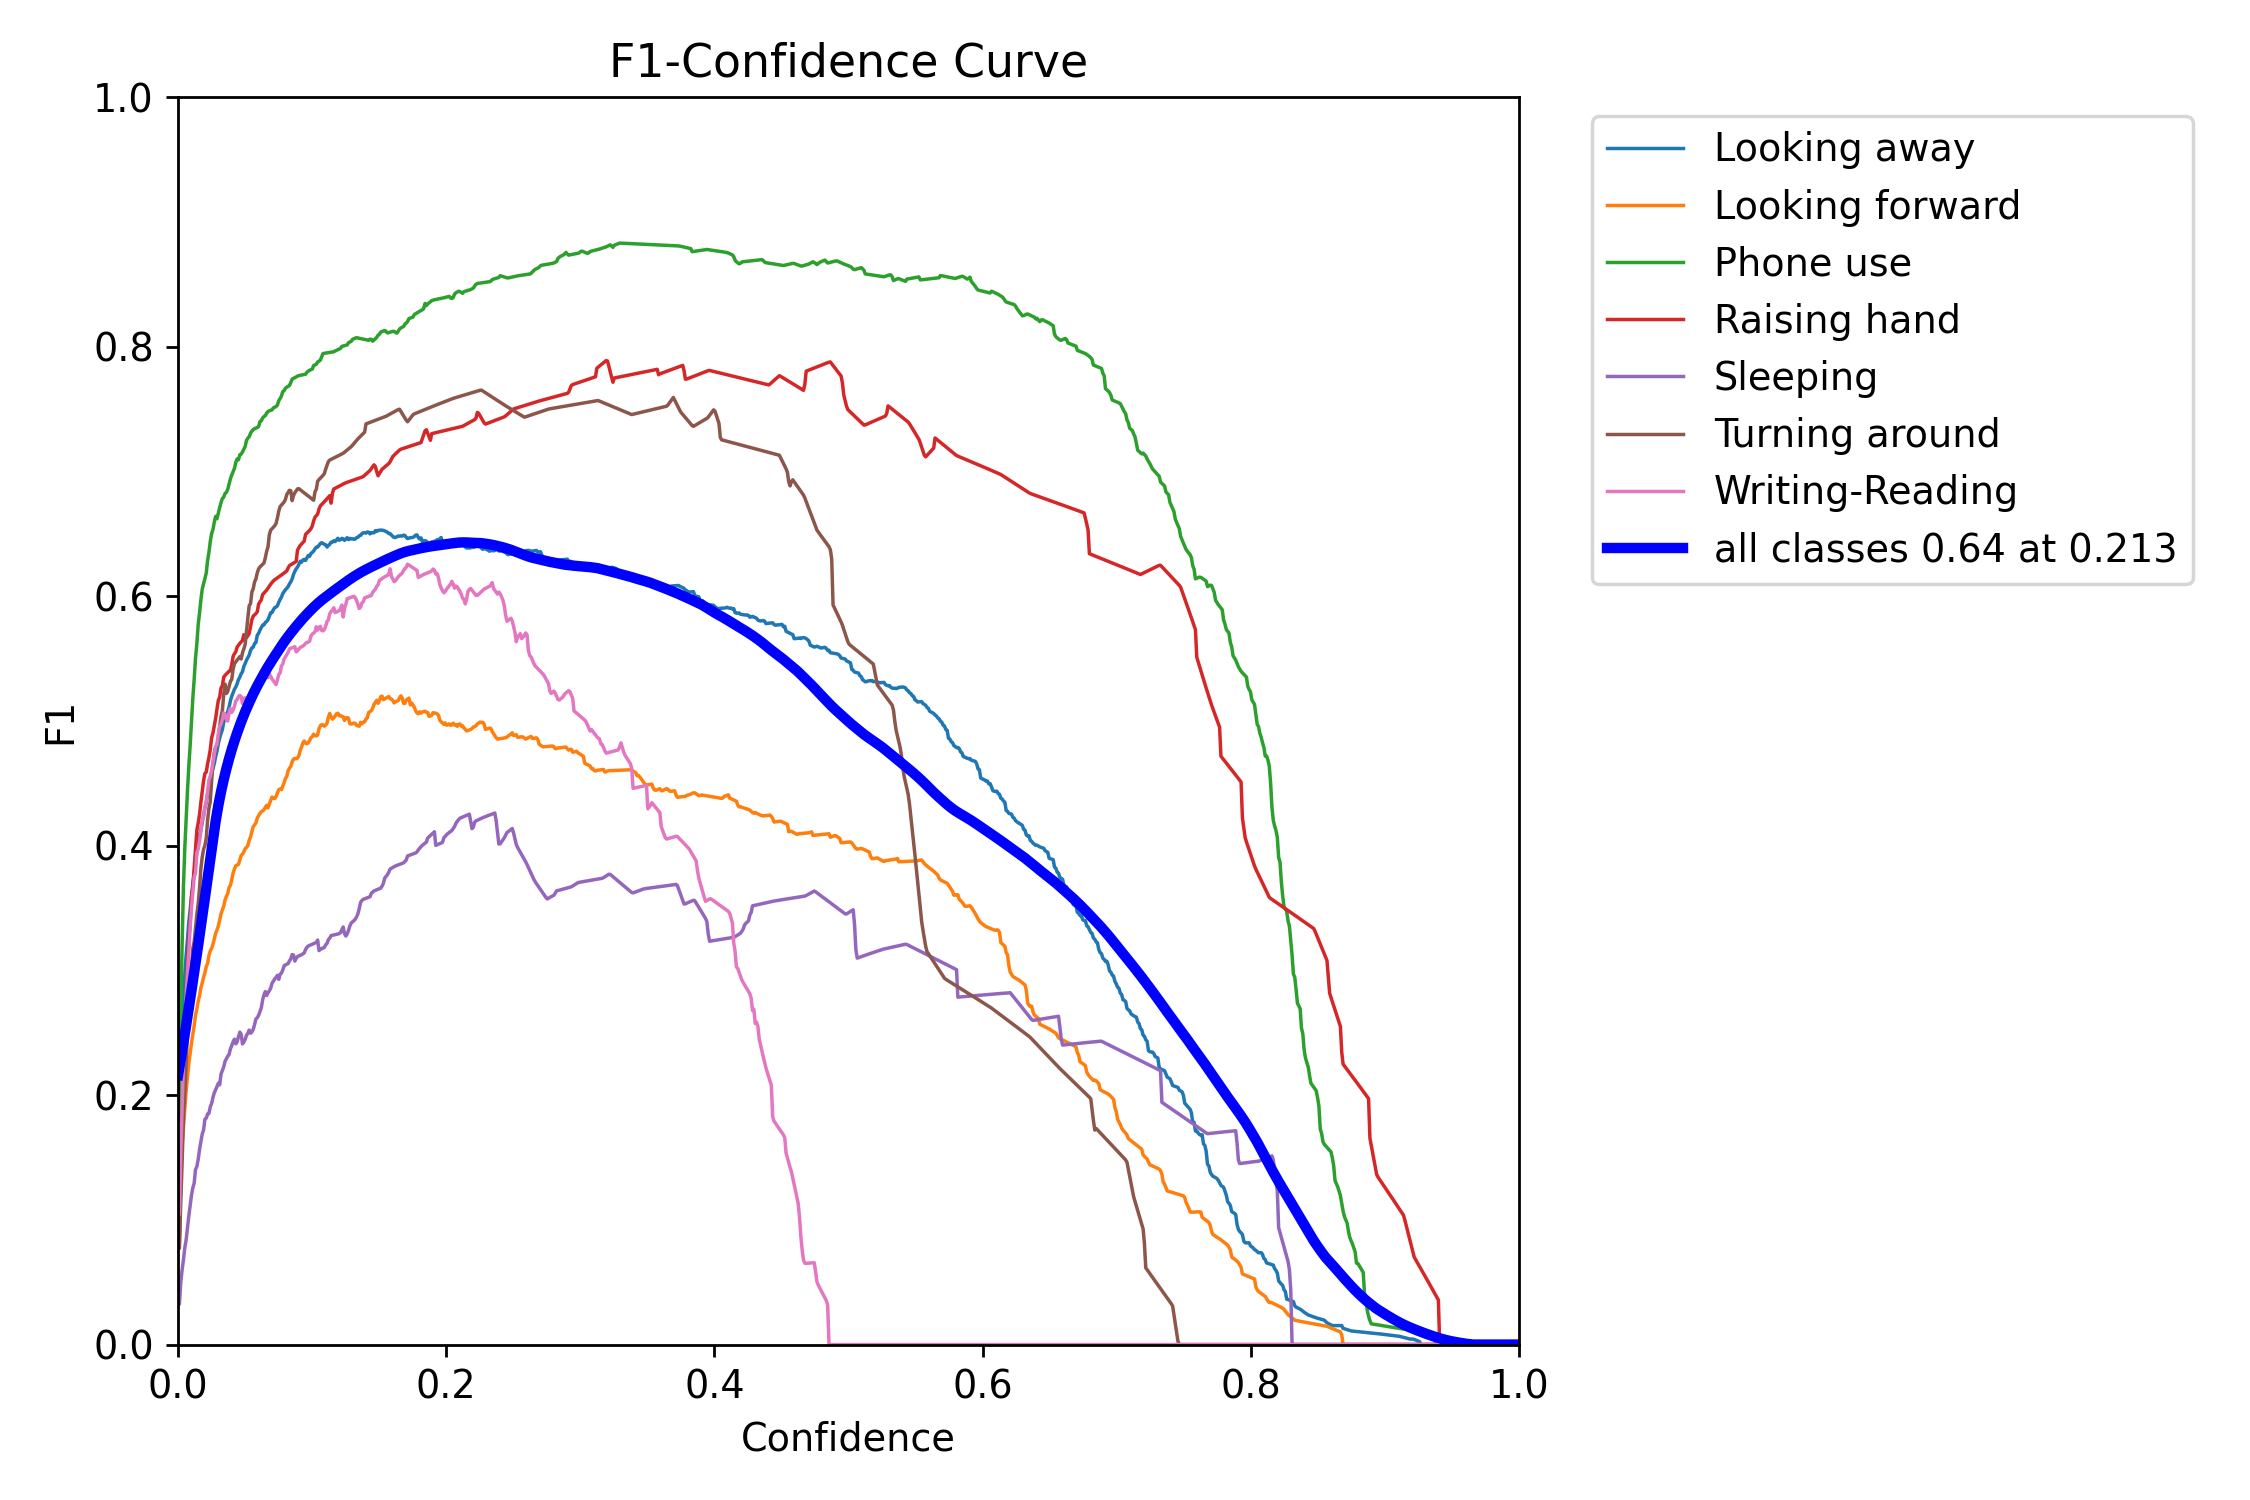 F1-Confidence Curve
1.0
0.8
0.6
0.4
0.2
0.0
F1
0.0 0.2 0.4 0.6 0.8 1.0
Confidence
Looking away
Looking forward
Phone use
Raising hand
Sleeping
Turning around
Writing-Reading
all classes 0.64 at 0.213